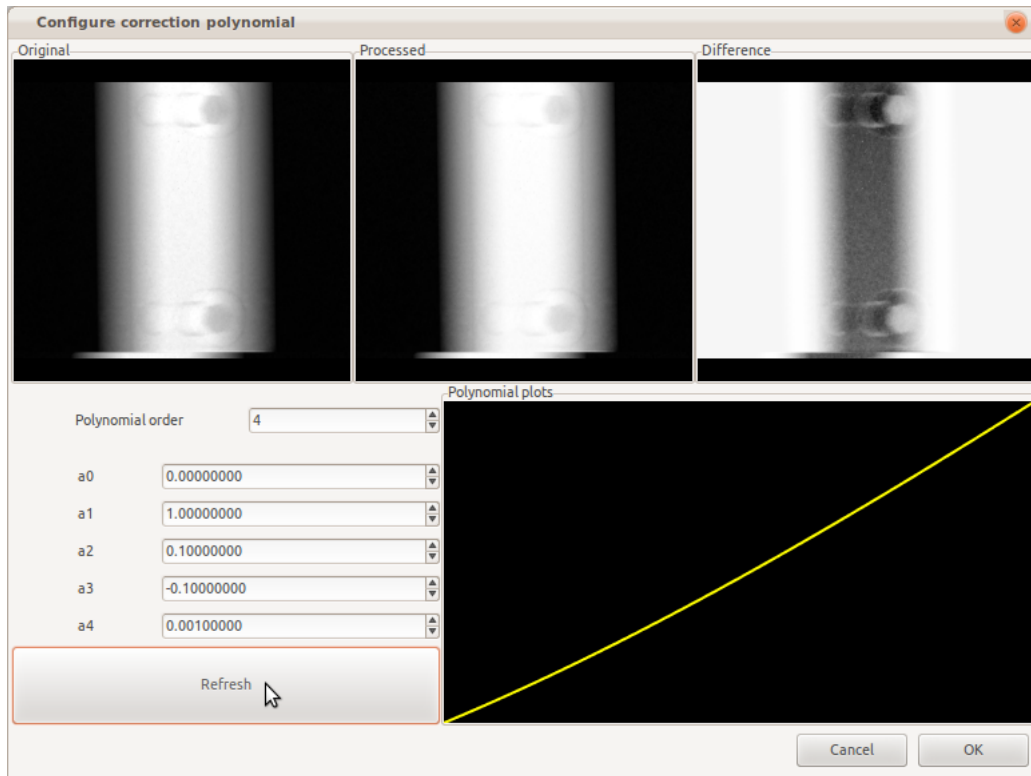 Configure correction polynomial
Original
Processed
Difference
Polynomial order 4
a0 0.00000000
a1 1.00000000
a2 0.10000000
a3 -0.10000000
a4 0.00100000
Refresh
Polynomial plots
Cancel OK